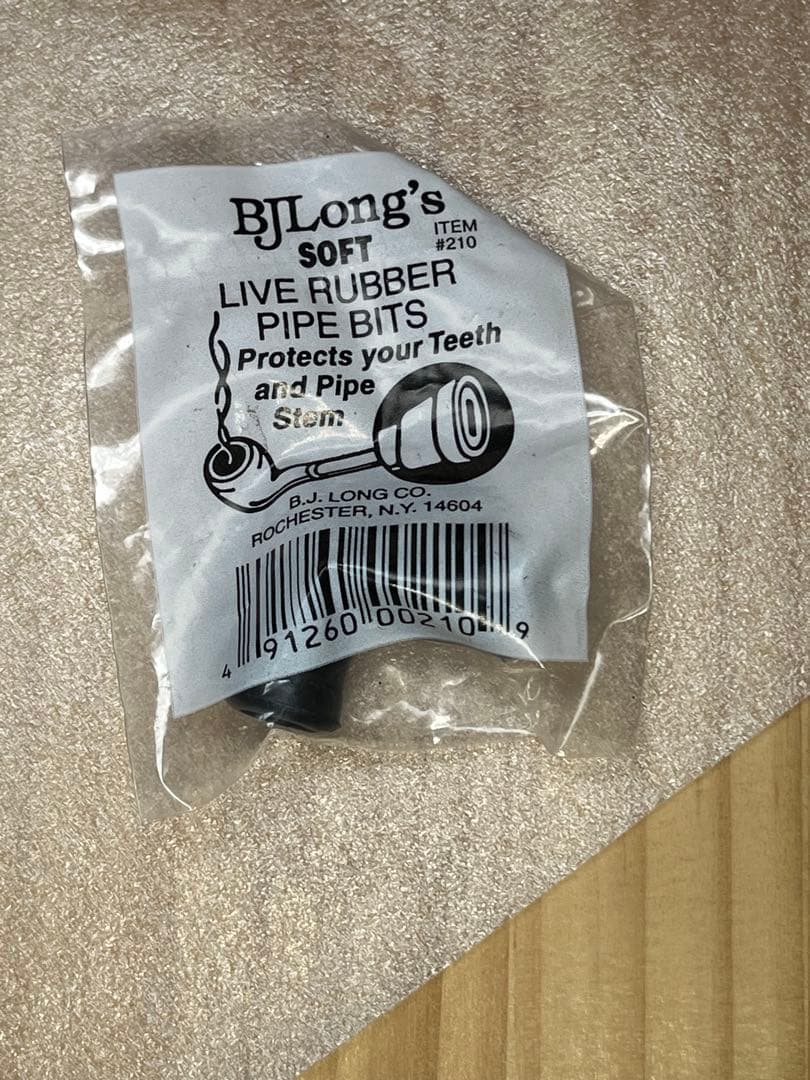 BJLong's
ITEM
#210
SOFT
LIVE RUBBER
PIPE BITS
Protects your Teeth
and Pipe
Stem
B.J. LONG CO.
ROCHESTER, N.Y. 14604
4 91260 00210 9